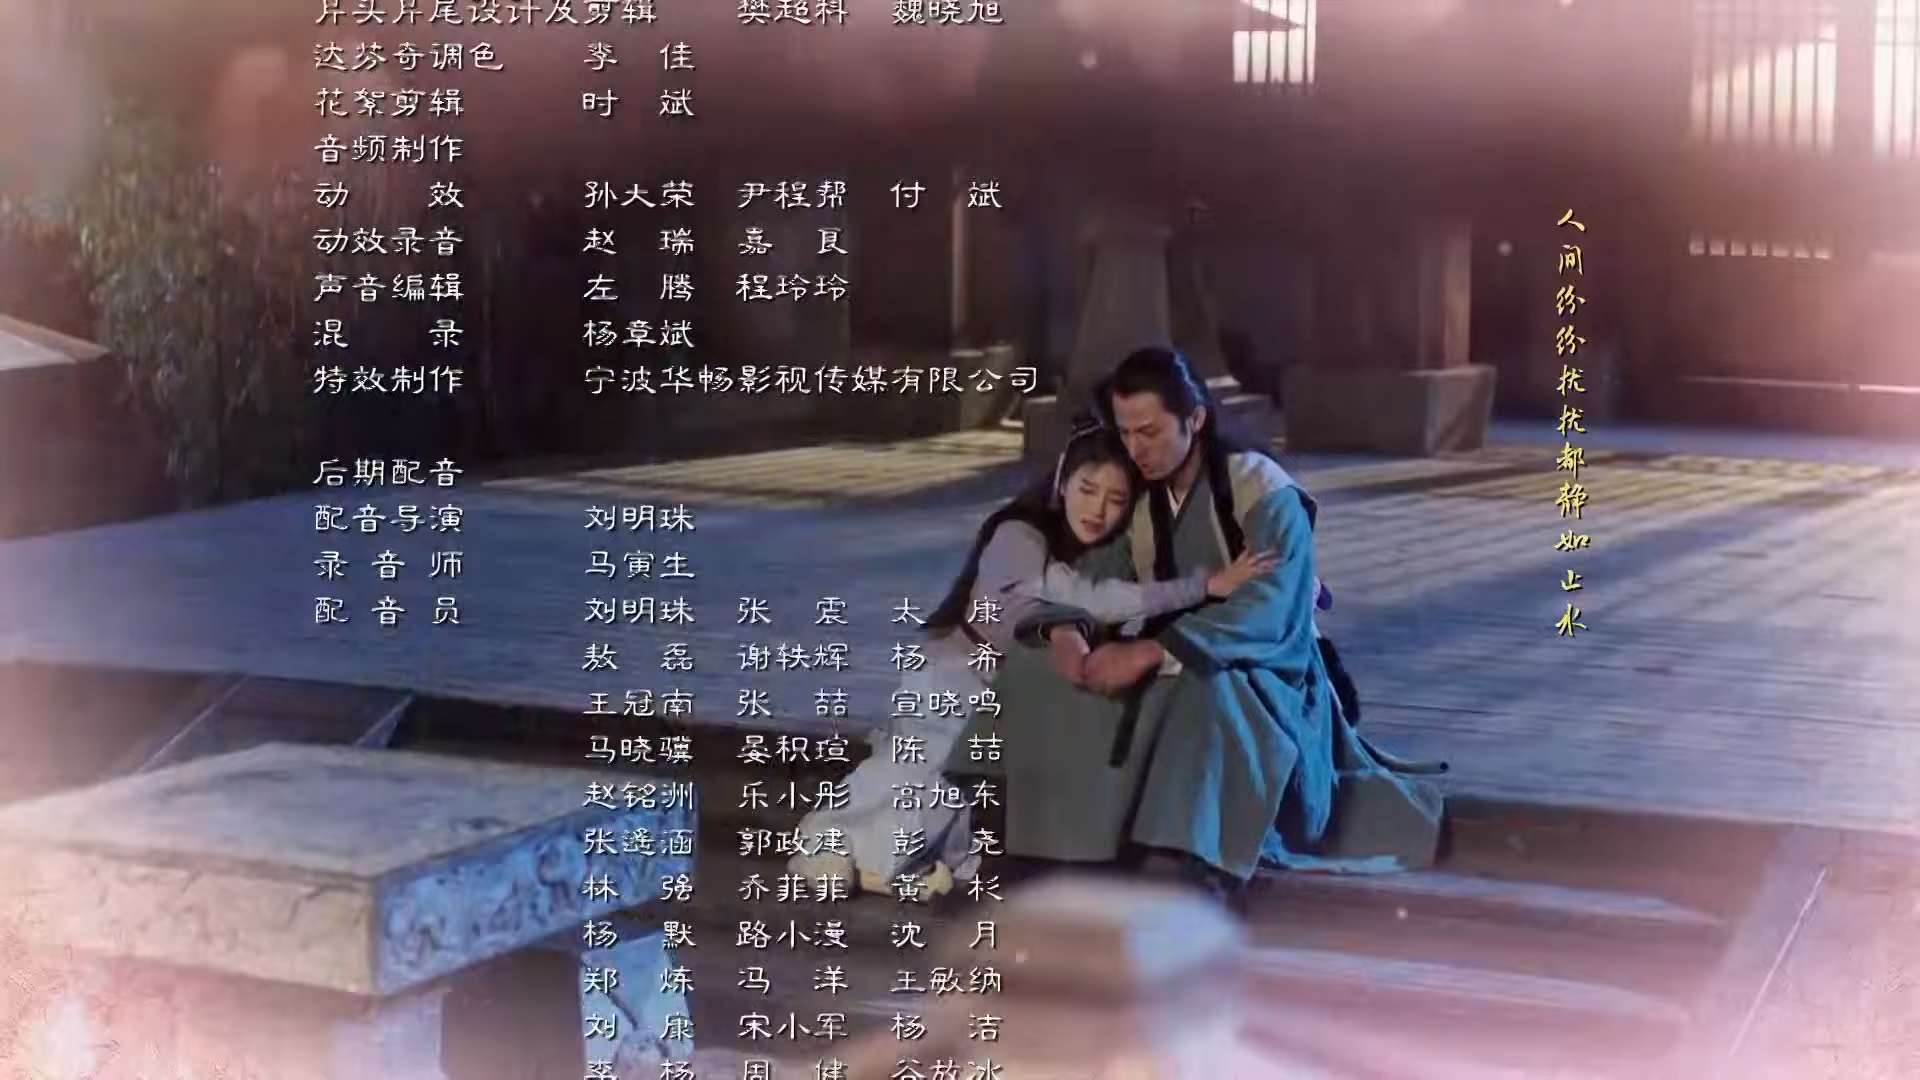 片头片尾设计及剪辑 樊超科 魏晓旭
达芬奇调色 李佳
花絮剪辑 时斌
音频制作
动效 孙大荣 尹程帮 付斌
动效录音 赵瑞 嘉良
声音编辑 左腾 程玲玲
混录 杨章斌
特效制作 宁波华畅影视传媒有限公司
后期配音
配音导演 刘明珠
录音师 马寅生
配音员 刘明珠 张震 太康
敖磊 谢轶辉 杨希
王冠南 张喆 宣晓鸣
马晓骥 晏积瑄 陈喆
赵铭洲 乐小彤 高旭东
张遥涵 郭政建 彭尧
林强 乔菲菲 黄杉
杨默 路小漫 沈月
郑炼 冯洋 王敏纳
刘康 宋小军 杨洁
李杨 周健 谷放冰
人间纷纷扰扰都静如止水